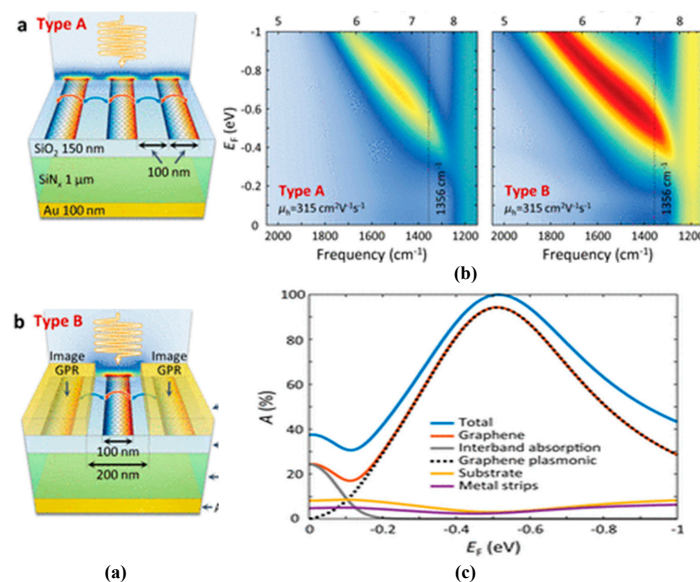 a Type A
SiO₂ 150 nm
100 nm
SiNₓ 1 µm
Au 100 nm
5 6 7 8
5 6 7 8
-1
-0.8
-0.6
-0.4
-0.2
0
E_F (eV)
Type A
µₕ=315 cm²V⁻¹s⁻¹
1356 cm⁻¹
Type B
µₕ=315 cm²V⁻¹s⁻¹
1356 cm⁻¹
2000 1800 1600 1400 1200
2000 1800 1600 1400 1200
Frequency (cm⁻¹)
Frequency (cm⁻¹)
(b)
b Type B
Image GPR
Image GPR
100 nm
200 nm
(a)
100
80
60
40
20
0
A (%)
Total
Graphene
Interband absorption
Graphene plasmonic
Substrate
Metal strips
0 -0.2 -0.4 -0.6 -0.8 -1
E_F (eV)
(c)